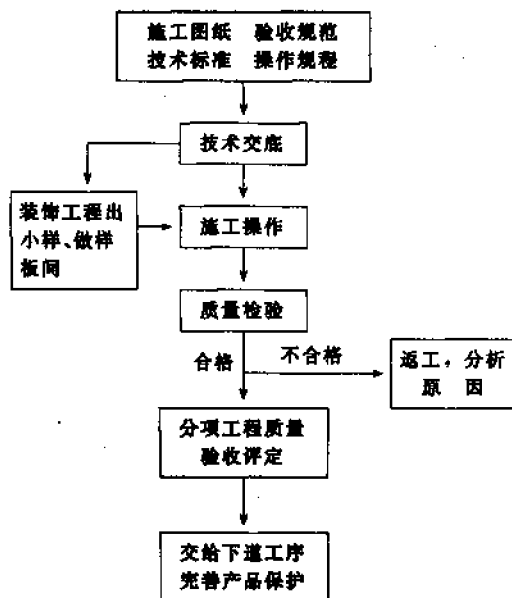 施工图纸 验收规范
技术标准 操作规程
技术交底
装饰工程出
小样、做样
板间
施工操作
质量检验
合格
不合格
返工,分析
原 因
分项工程质量
验收评定
交给下道工序
完善产品保护